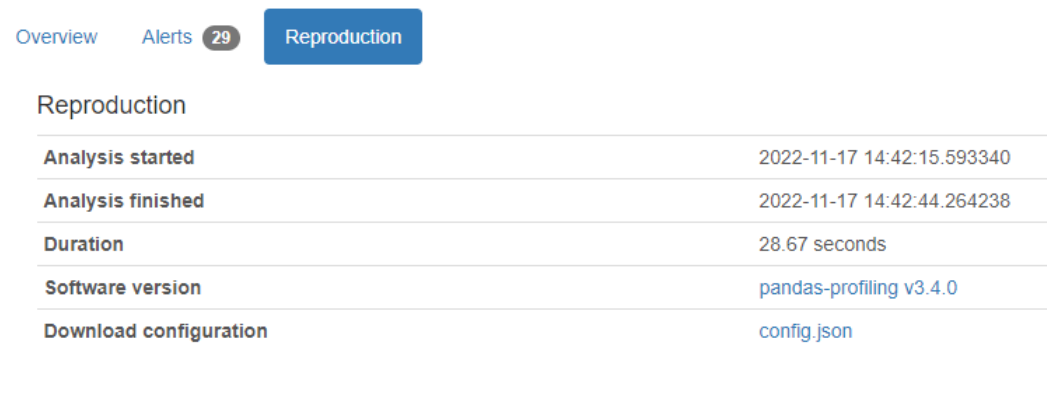 Overview Alerts 29 Reproduction
Reproduction
Analysis started 2022-11-17 14:42:15.593340
Analysis finished 2022-11-17 14:42:44.264238
Duration 28.67 seconds
Software version pandas-profiling v3.4.0
Download configuration config.json